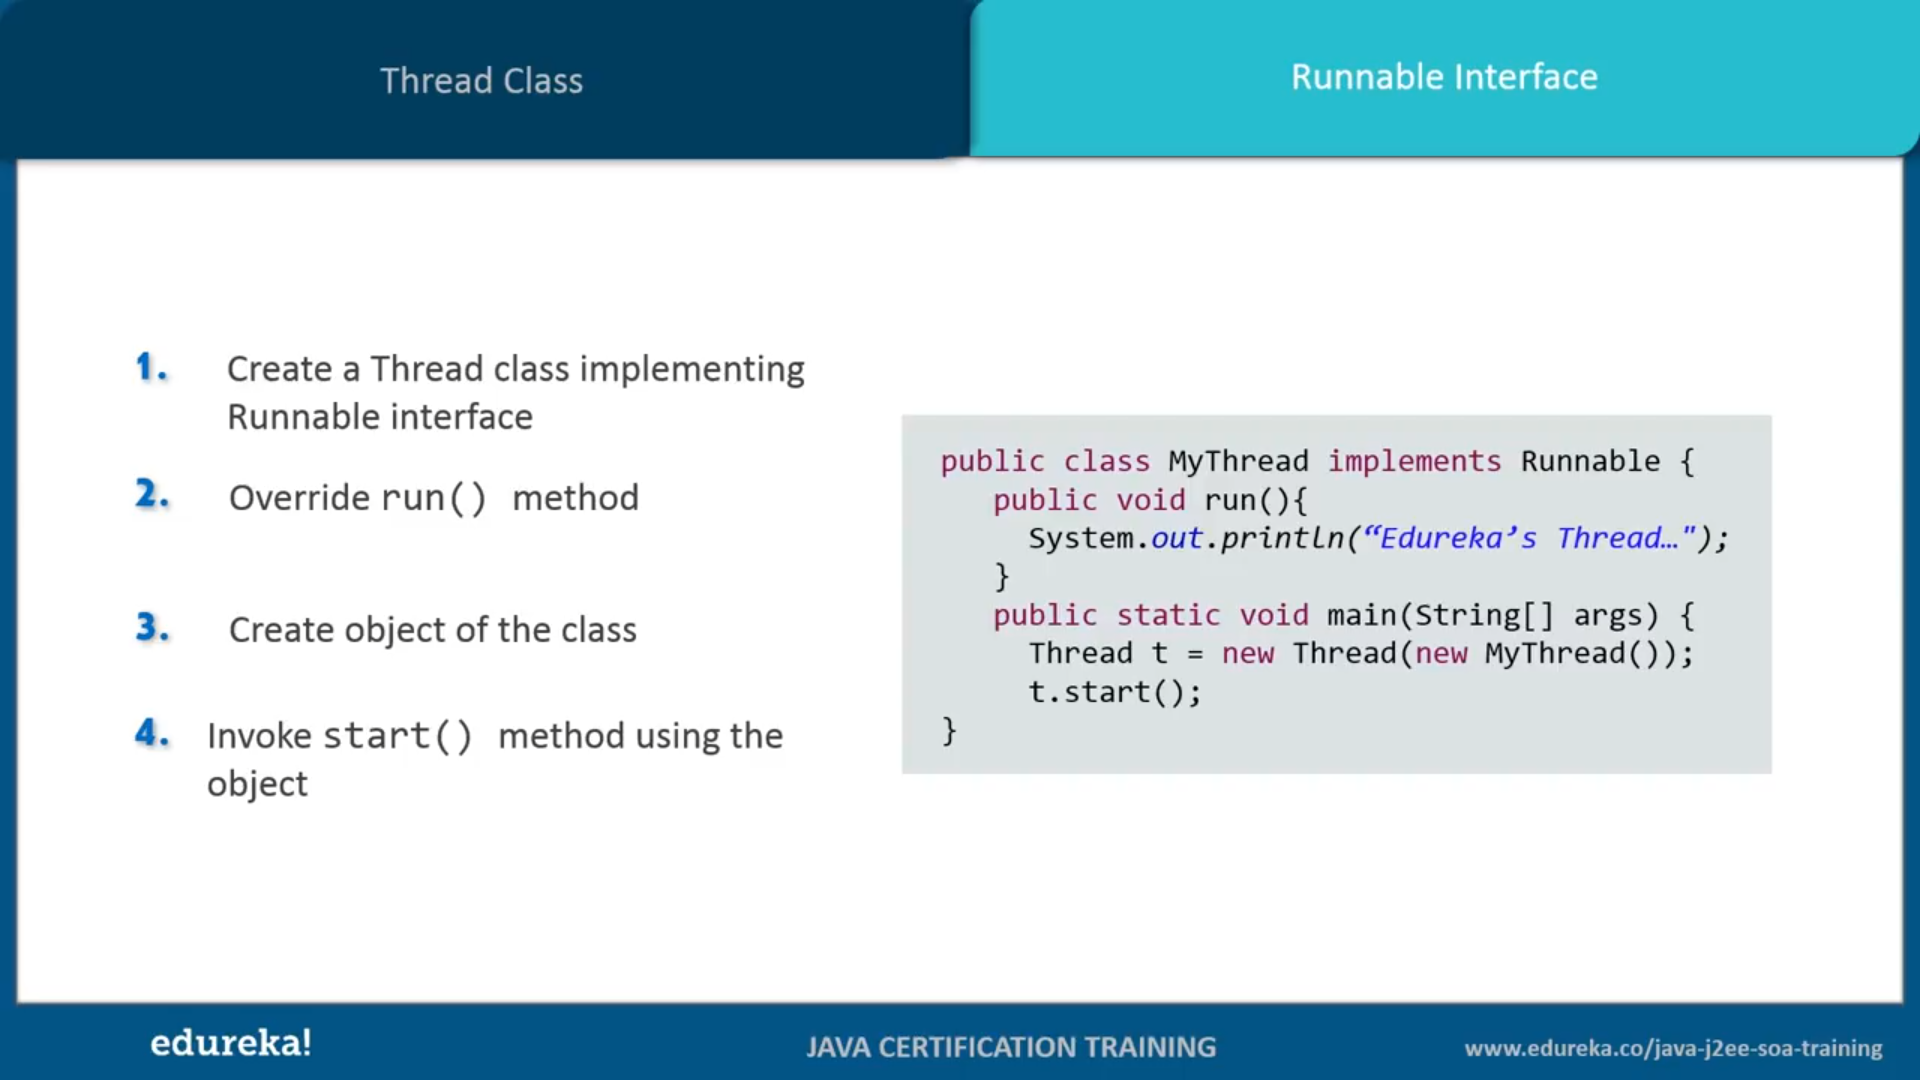 Thread Class
Runnable Interface
1. Create a Thread class implementing
Runnable interface
2. Override run() method
3. Create object of the class
4. Invoke start() method using the
object
public class MyThread implements Runnable {
public void run(){
System.out.println(“Edureka’s Thread…");
}
public static void main(String[] args) {
Thread t = new Thread(new MyThread());
t.start();
}
edureka!
JAVA CERTIFICATION TRAINING
www.edureka.co/java-j2ee-soa-training